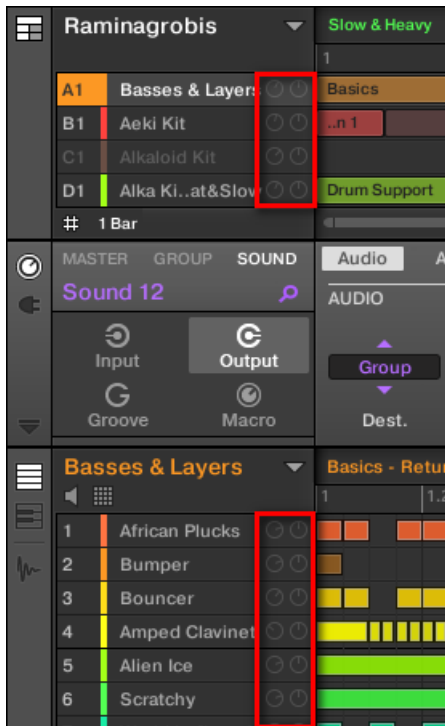 Raminagrobis
Slow & Heavy
1
A1 Basses & Layers Basics
B1 Aeki Kit ..n 1
C1 Alkaloid Kit
D1 Alka Ki..at&Slow Drum Support
1 Bar
MASTER GROUP SOUND Audio A
Sound 12 AUDIO
Input Output Group
Groove Macro Dest.
Basses & Layers Basics - Retu
1 1.2
1 African Plucks
2 Bumper
3 Bouncer
4 Amped Clavinet
5 Alien Ice
6 Scratchy